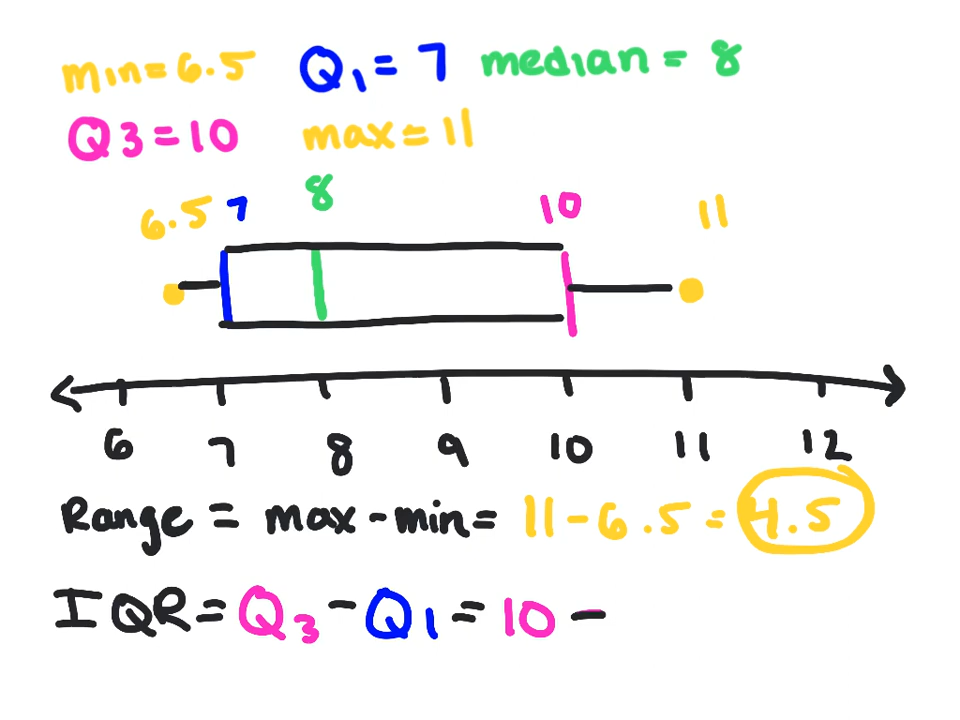 min=6.5 Q1=7 median=8
Q3=10 max=11
6.5 7 8 10 11
6 7 8 9 10 11 12
Range = max-min= 11-6.5= 4.5
IQR=Q3-Q1=10-